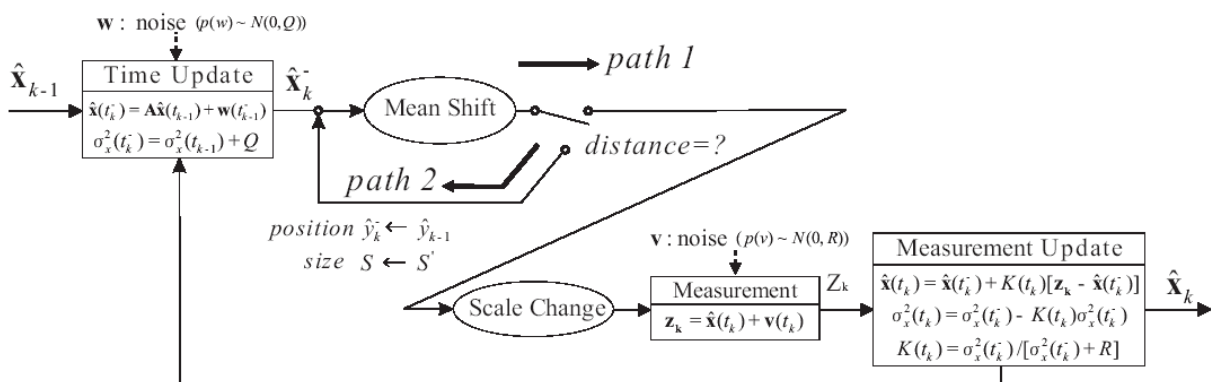 w : noise (p(w) ~ N(0,Q))
x̂ₖ₋₁
Time Update
x̂(tₖ⁻) = Ax̂(tₖ₋₁) + w(tₖ₋₁⁻)
σₓ²(tₖ⁻) = σₓ²(tₖ₋₁) + Q
x̂ₖ⁻
Mean Shift
path 1
distance=?
path 2
position ŷₖ⁻ ← ŷₖ₋₁
size S ← S'
Scale Change
v : noise (p(v) ~ N(0, R))
Measurement
zₖ = x̂(tₖ) + v(tₖ)
Zₖ
Measurement Update
x̂(tₖ) = x̂(tₖ⁻) + K(tₖ)[zₖ - x̂(tₖ⁻)]
σₓ²(tₖ) = σₓ²(tₖ⁻) - K(tₖ)σₓ²(tₖ⁻)
K(tₖ) = σₓ²(tₖ⁻)/[σₓ²(tₖ⁻) + R]
x̂ₖ